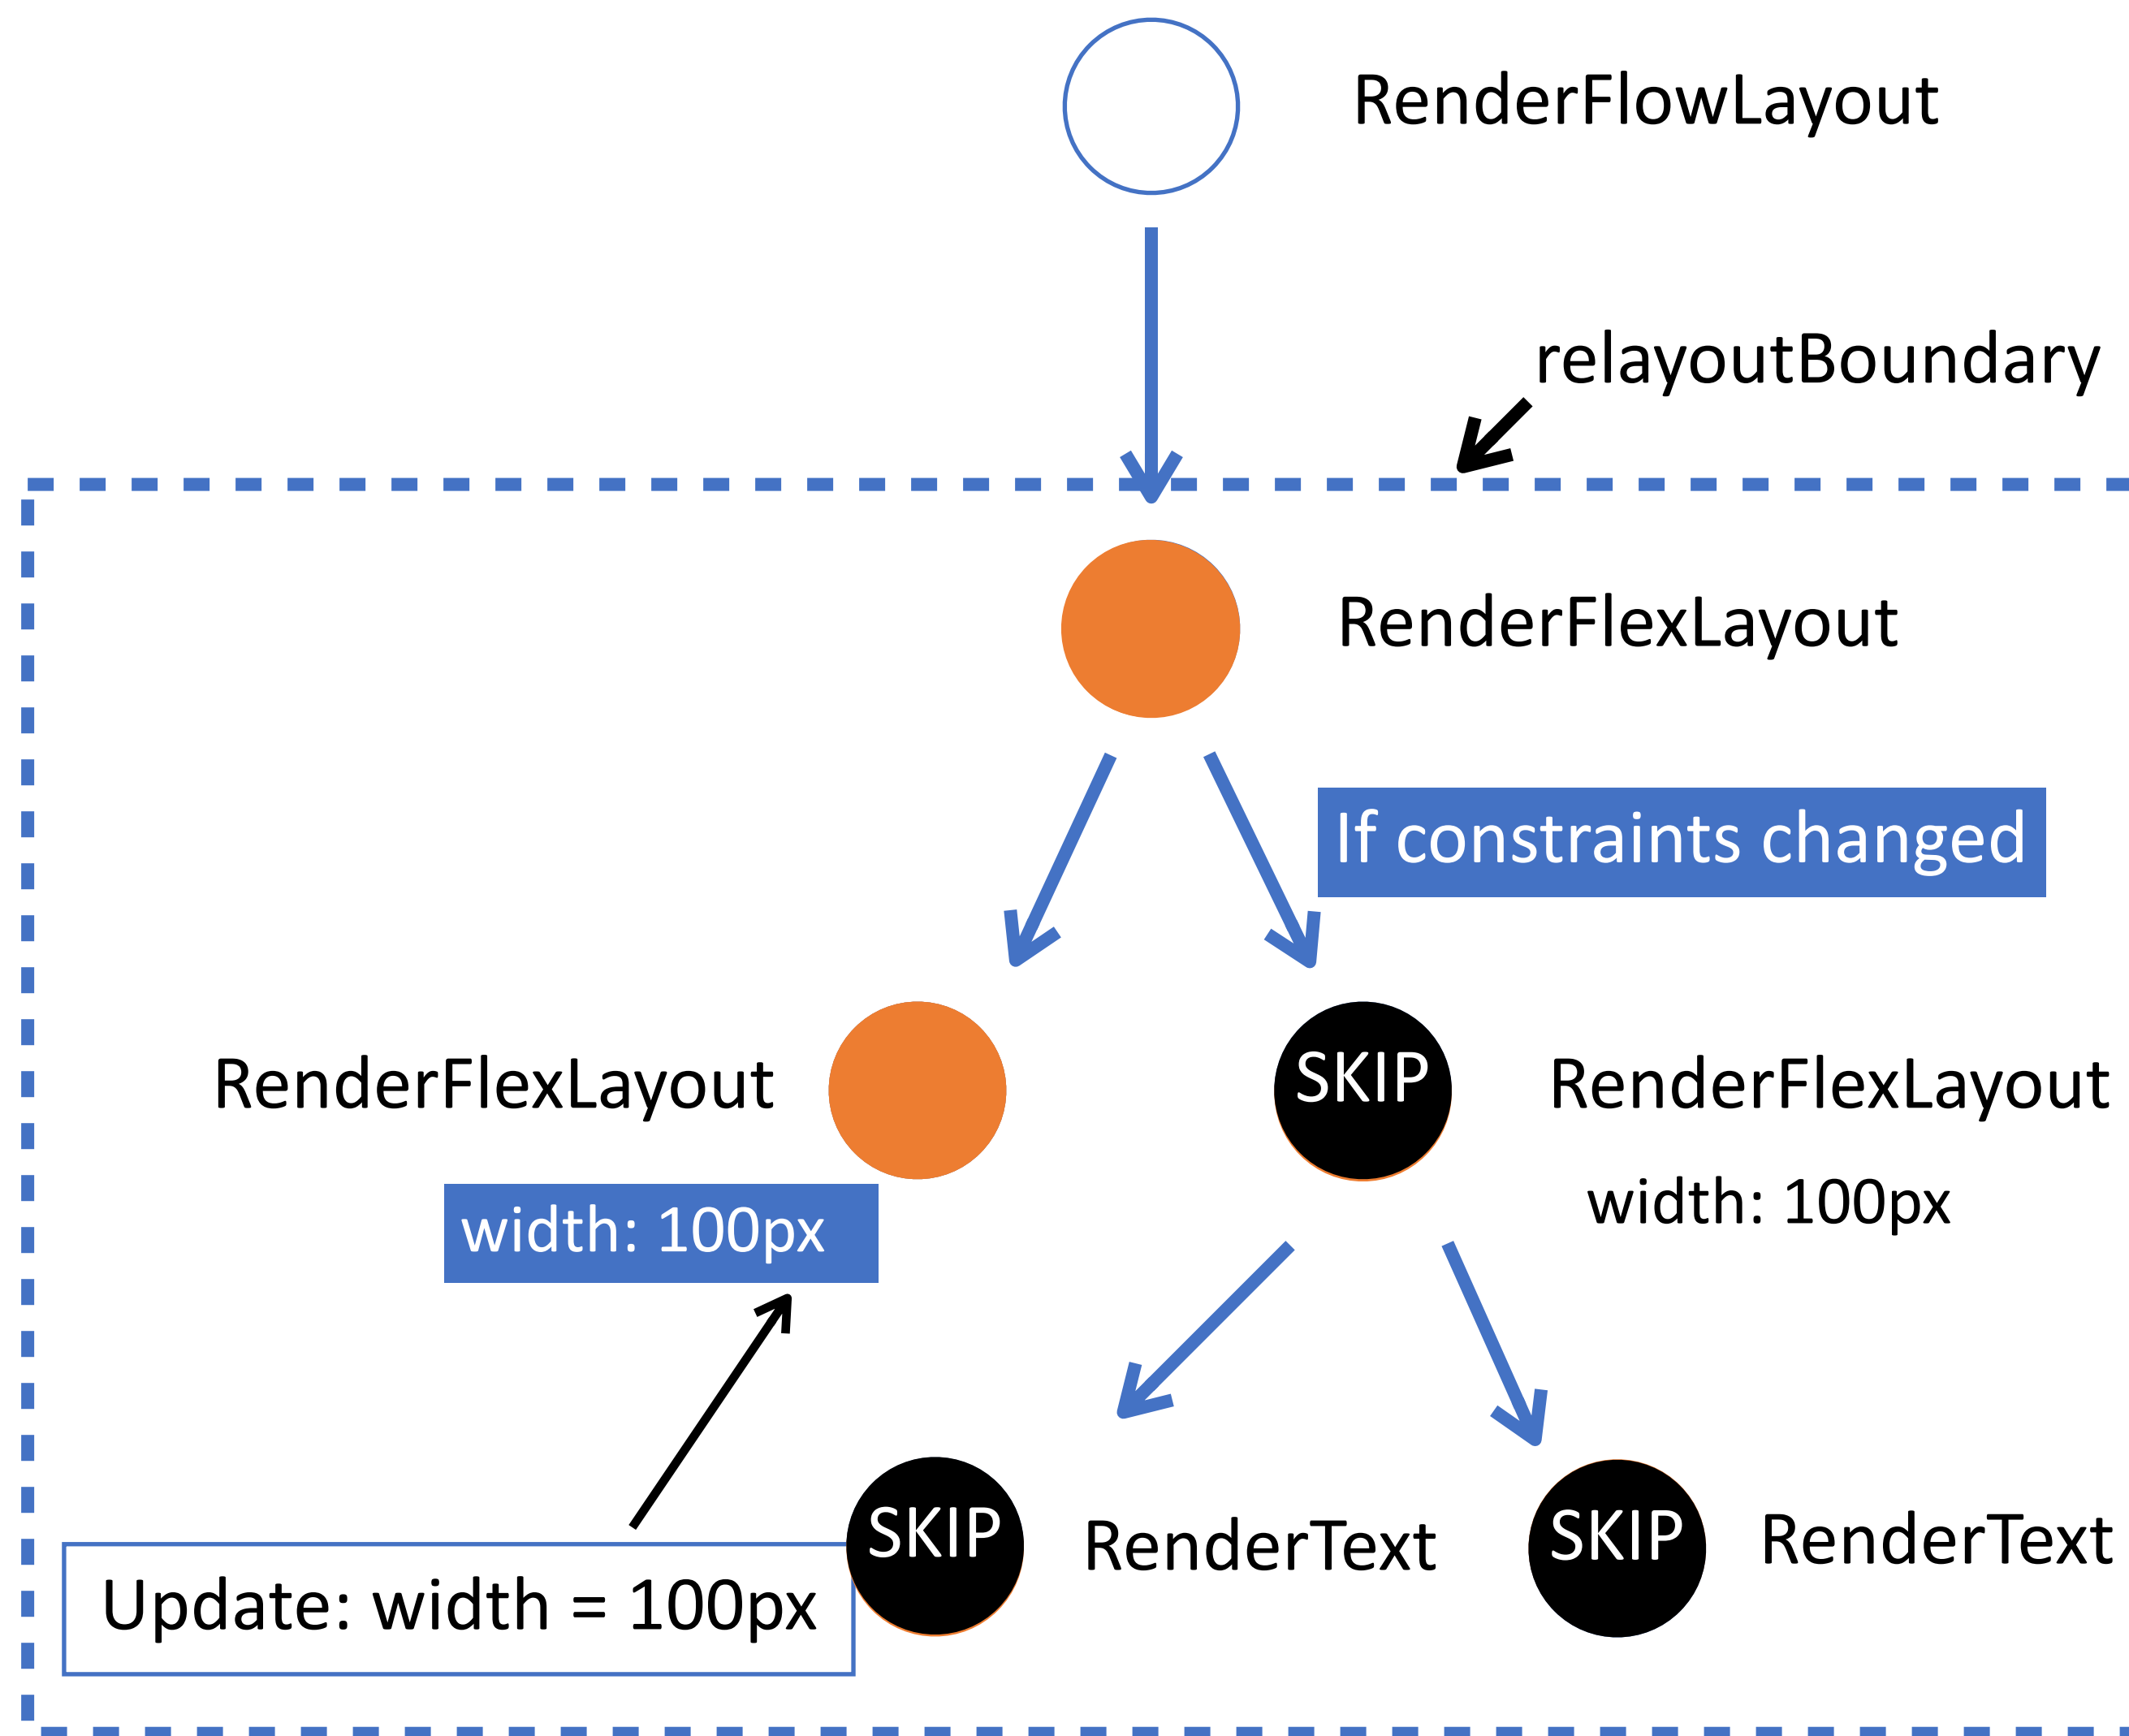 RenderFlowLayout
relayoutBoundary
RenderFlexLayout
If constraints changed
RenderFlexLayout
SKIP
RenderFlexLayout
width: 100px
width: 100px
SKIP
RenderText
SKIP
RenderText
Update: width = 100px